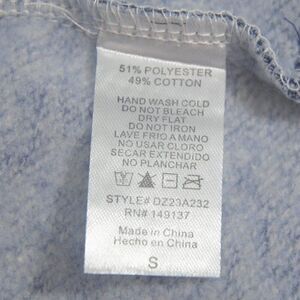 51% POLYESTER
49% COTTON
HAND WASH COLD
DO NOT BLEACH
DRY FLAT
DO NOT IRON
LAVE FRIO A MANO
NO USAR CLORO
SECAR EXTENDIDO
NO PLANCHAR
STYLE# DZ23A232
RN# 149137
Made in China
Hecho en China
S